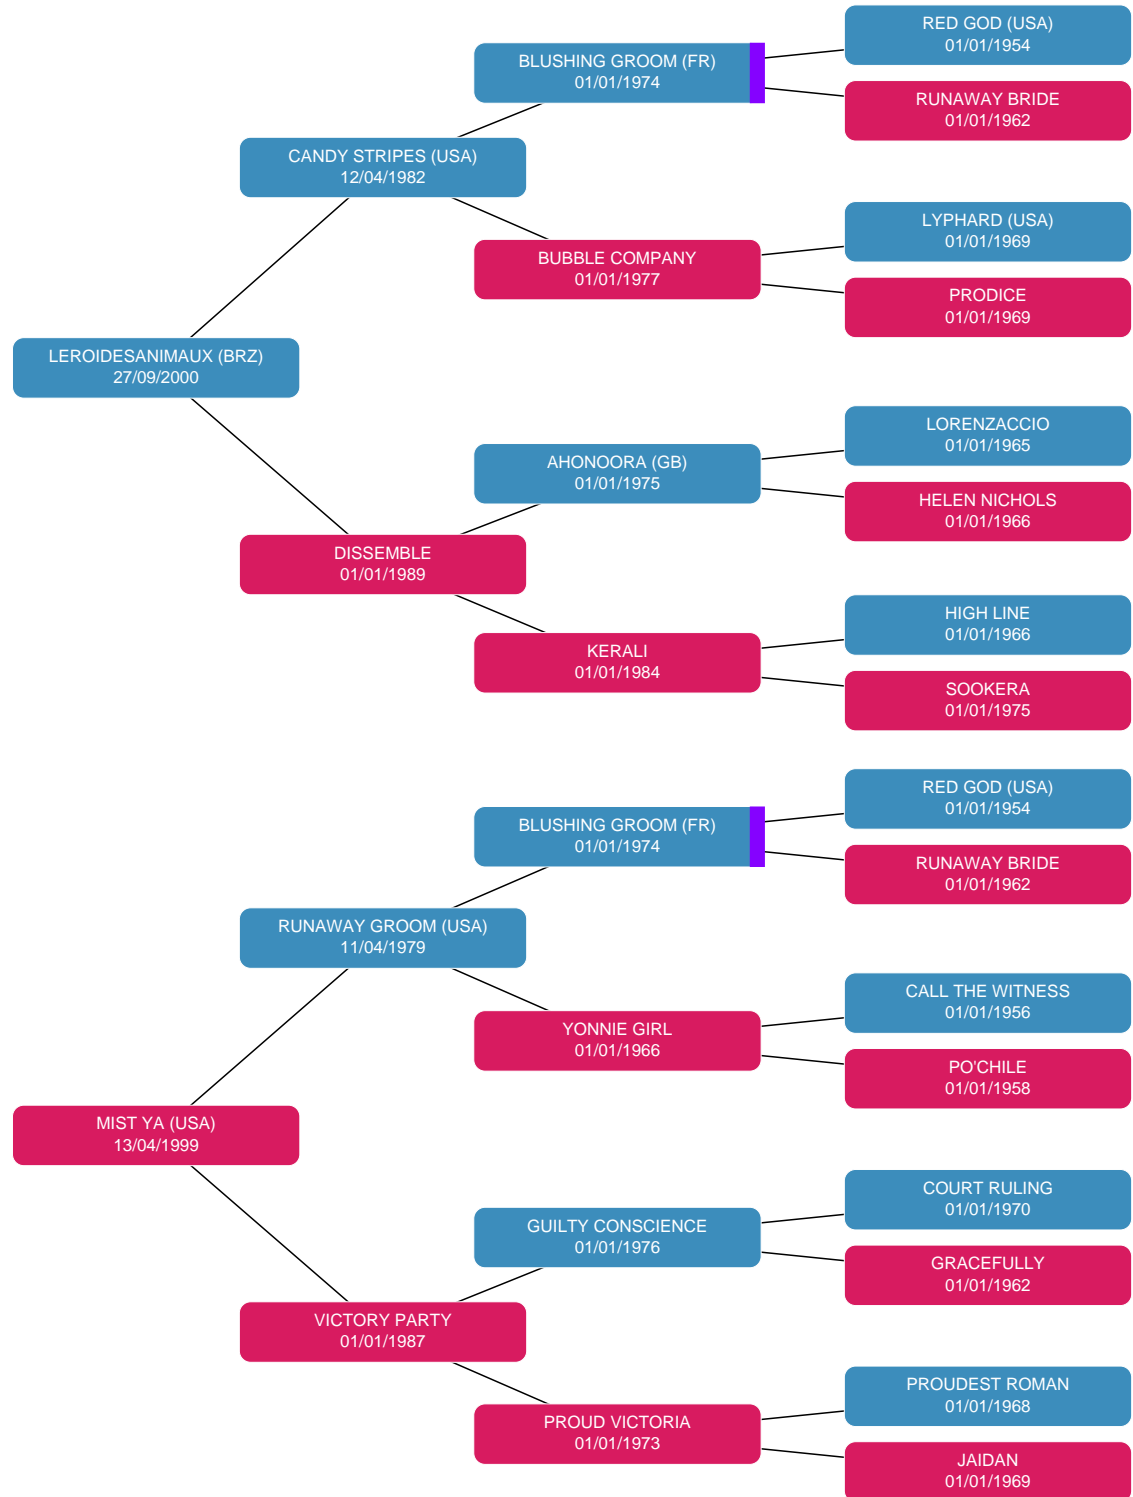 RED GOD (USA)
01/01/1954
BLUSHING GROOM (FR)
01/01/1974
RUNAWAY BRIDE
01/01/1962
CANDY STRIPES (USA)
12/04/1982
LYPHARD (USA)
01/01/1969
BUBBLE COMPANY
01/01/1977
PRODICE
01/01/1969
LEROIDESANIMAUX (BRZ)
27/09/2000
LORENZACCIO
01/01/1965
AHONOORA (GB)
01/01/1975
HELEN NICHOLS
01/01/1966
DISSEMBLE
01/01/1989
HIGH LINE
01/01/1966
KERALI
01/01/1984
SOOKERA
01/01/1975
RED GOD (USA)
01/01/1954
BLUSHING GROOM (FR)
01/01/1974
RUNAWAY BRIDE
01/01/1962
RUNAWAY GROOM (USA)
11/04/1979
CALL THE WITNESS
01/01/1956
YONNIE GIRL
01/01/1966
PO'CHILE
01/01/1958
MIST YA (USA)
13/04/1999
COURT RULING
01/01/1970
GUILTY CONSCIENCE
01/01/1976
GRACEFULLY
01/01/1962
VICTORY PARTY
01/01/1987
PROUDEST ROMAN
01/01/1968
PROUD VICTORIA
01/01/1973
JAIDAN
01/01/1969